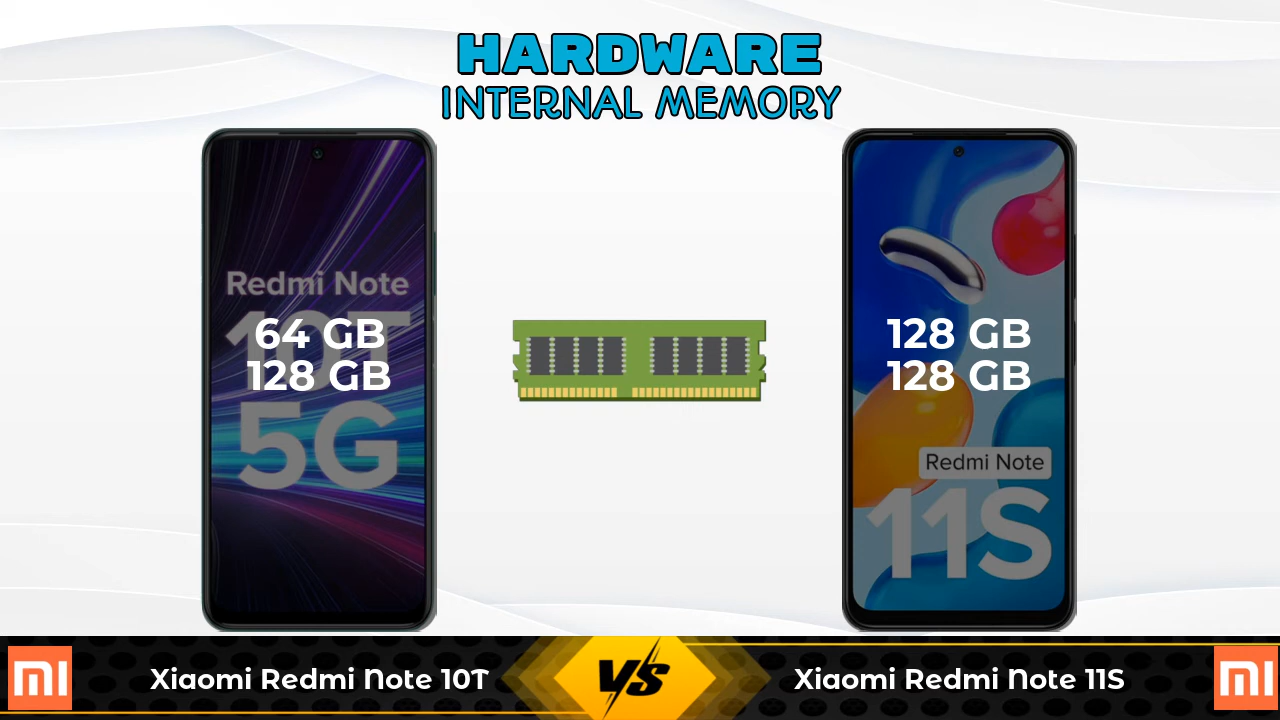 HARDWARE
INTERNAL MEMORY
Redmi Note
10T
5G
64 GB
128 GB
128 GB
128 GB
Redmi Note
11S
mi
Xiaomi Redmi Note 10T
VS
Xiaomi Redmi Note 11S
mi